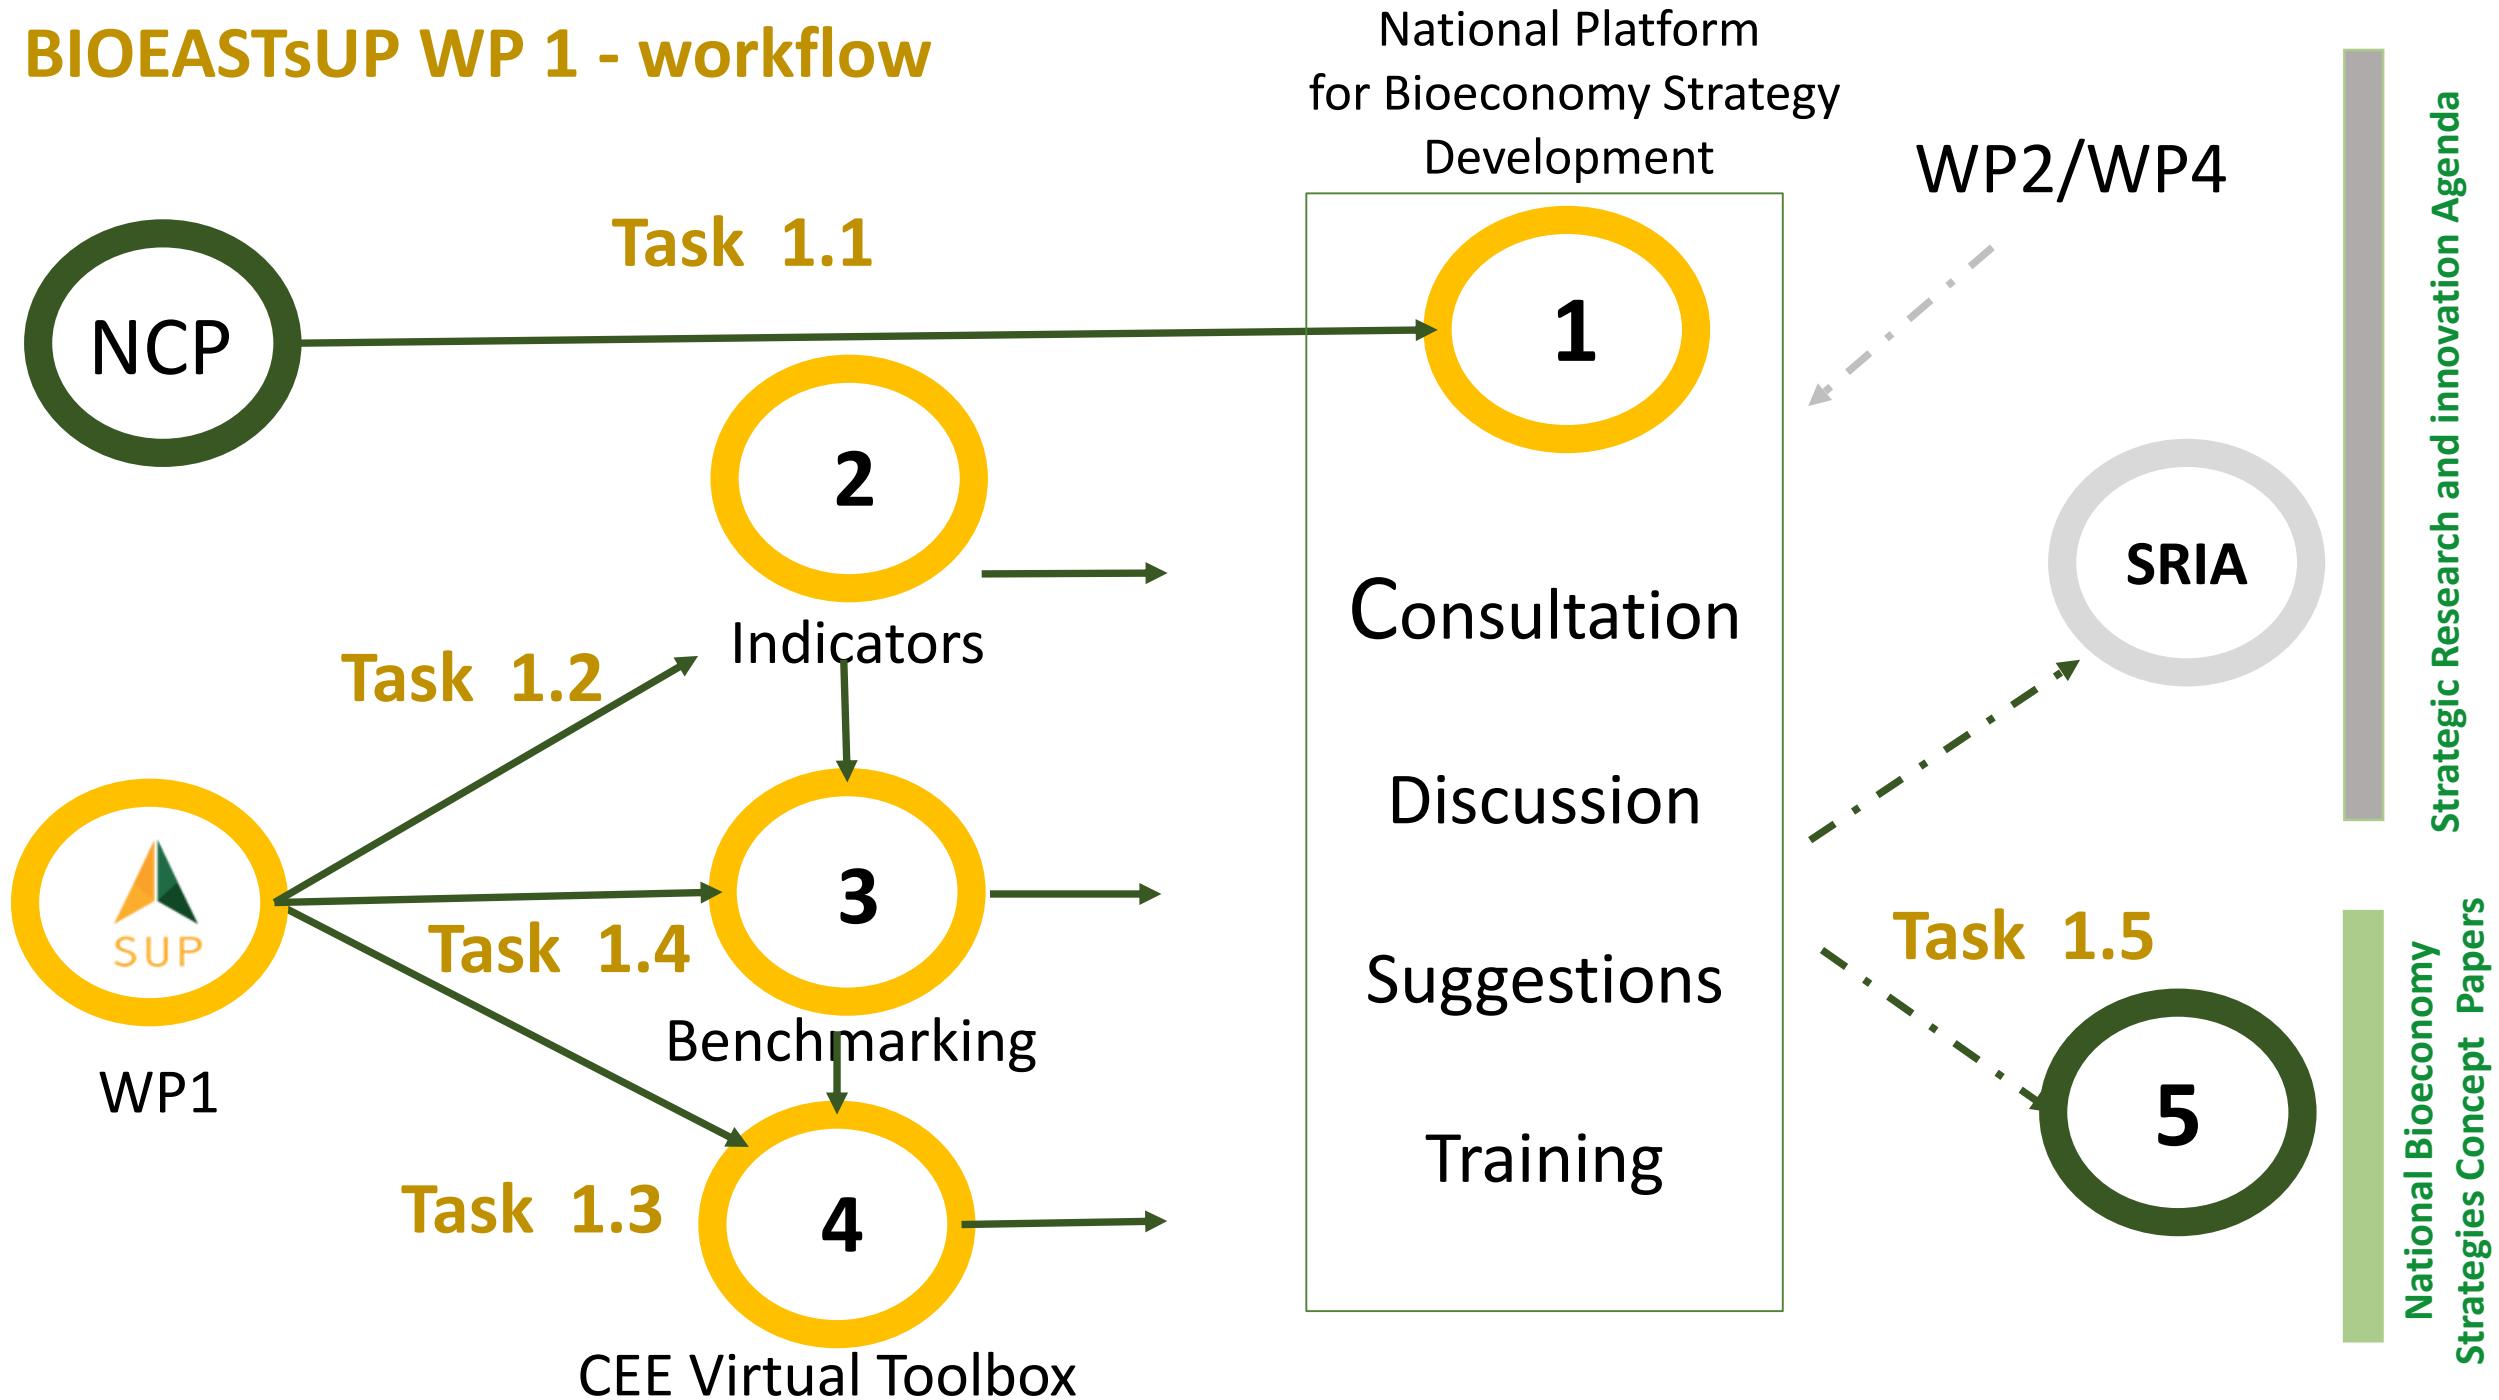 BIOEASTSUP WP 1 - workflow
National Platform
for Bioeconomy Strategy
Development
WP2/WP4
Task 1.1
NCP
1
2
Indicators
Task 1.2
SUP
WP1
3
Task 1.4
Benchmarking
Task 1.3
4
CEE Virtual Toolbox
Consultation
Discussion
Suggestions
Training
SRIA
Task 1.5
5
Strategic Research and innovation Agenda
National Bioeconomy
Strategies Concept Papers